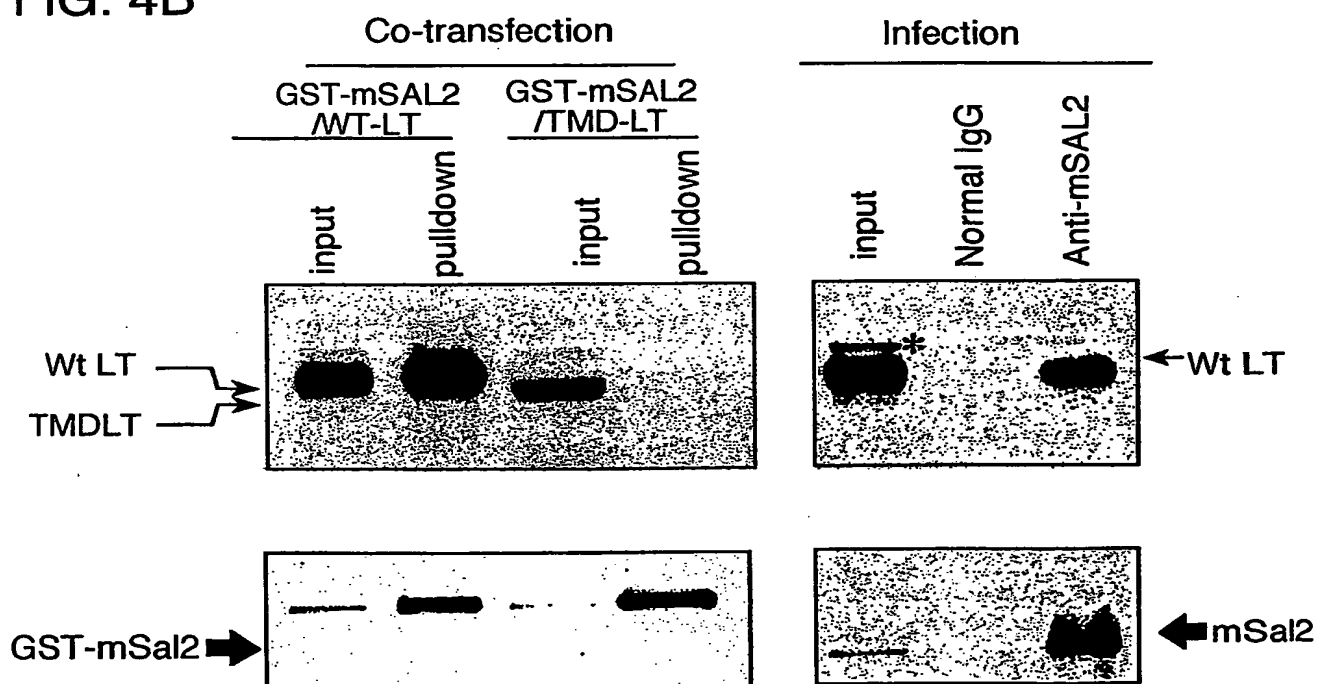 FIG. 4B
Co-transfection
Infection
GST-mSAL2
/WT-LT
GST-mSAL2
/TMD-LT
input
pulldown
input
pulldown
input
Normal IgG
Anti-mSAL2
*
Wt LT
TMDLT
Wt LT
GST-mSal2
mSal2